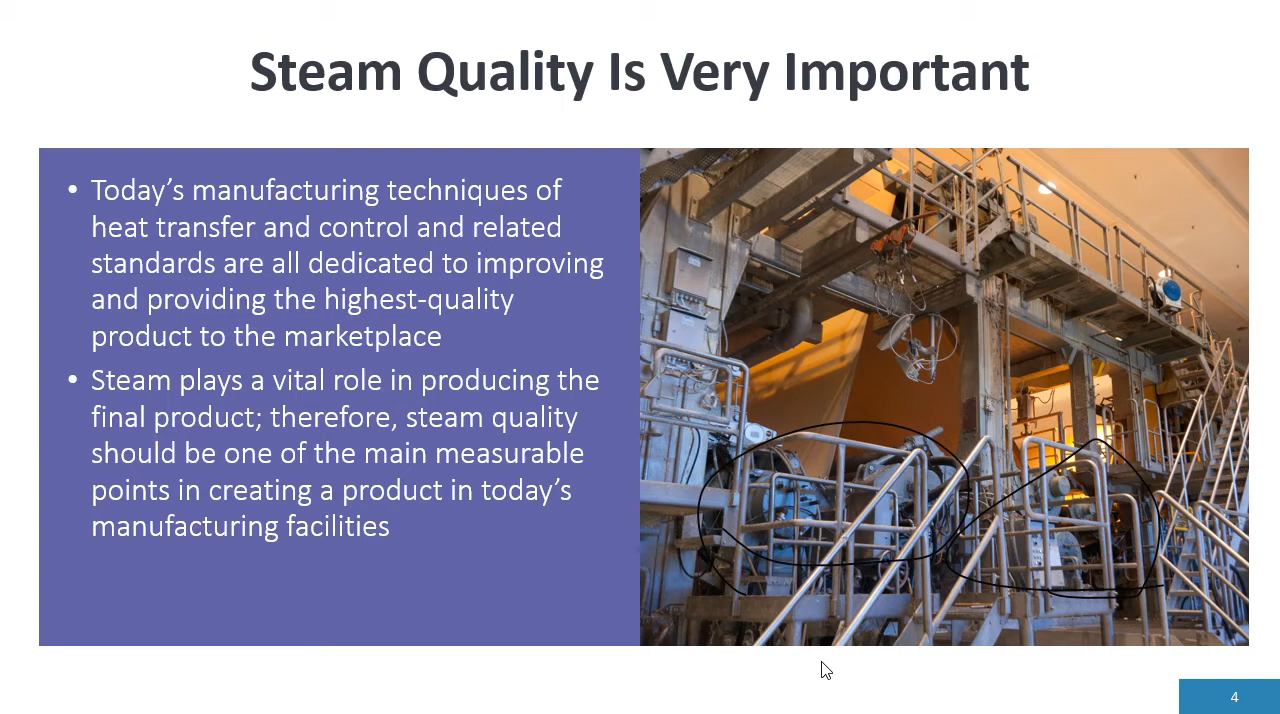 Steam Quality Is Very Important
• Today’s manufacturing techniques of
heat transfer and control and related
standards are all dedicated to improving
and providing the highest-quality
product to the marketplace
• Steam plays a vital role in producing the
final product; therefore, steam quality
should be one of the main measurable
points in creating a product in today’s
manufacturing facilities
4